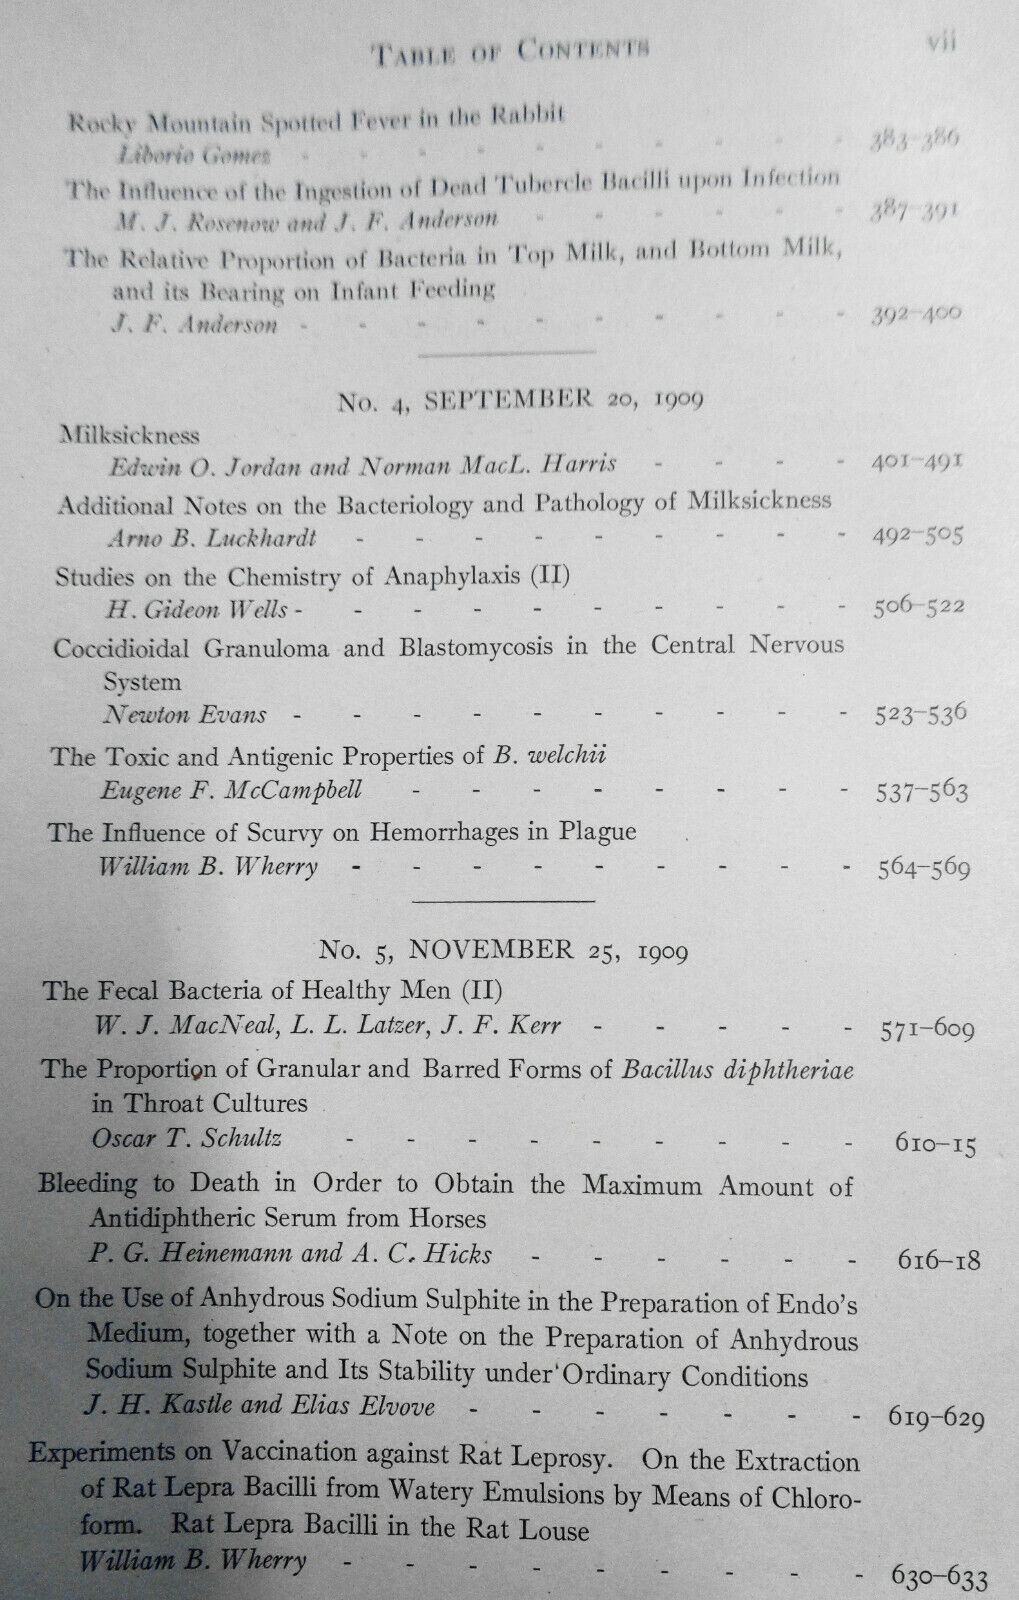 TABLE OF CONTENTS vii
Rocky Mountain Spotted Fever in the Rabbit
Liborio Gomez - - - - - - - - - - 383–386
The Influence of the Ingestion of Dead Tubercle Bacilli upon Infection
M. J. Rosenow and J. F. Anderson - - - - - - 387–391
The Relative Proportion of Bacteria in Top Milk, and Bottom Milk,
and its Bearing on Infant Feeding
J. F. Anderson - - - - - - - - - - 392–400
No. 4, SEPTEMBER 20, 1909
Milksickness
Edwin O. Jordan and Norman MacL. Harris - - - - 401–491
Additional Notes on the Bacteriology and Pathology of Milksickness
Arno B. Luckhardt - - - - - - - - - 492–505
Studies on the Chemistry of Anaphylaxis (II)
H. Gideon Wells - - - - - - - - - - 506–522
Coccidioidal Granuloma and Blastomycosis in the Central Nervous
System
Newton Evans - - - - - - - - - - 523–536
The Toxic and Antigenic Properties of B. welchii
Eugene F. McCampbell - - - - - - - - 537–563
The Influence of Scurvy on Hemorrhages in Plague
William B. Wherry - - - - - - - - - 564–569
No. 5, NOVEMBER 25, 1909
The Fecal Bacteria of Healthy Men (II)
W. J. MacNeal, L. L. Latzer, J. F. Kerr - - - - - 571–609
The Proportion of Granular and Barred Forms of Bacillus diphtheriae
in Throat Cultures
Oscar T. Schultz - - - - - - - - - 610–15
Bleeding to Death in Order to Obtain the Maximum Amount of
Antidiphtheric Serum from Horses
P. G. Heinemann and A. C. Hicks - - - - - - 616–18
On the Use of Anhydrous Sodium Sulphite in the Preparation of Endo's
Medium, together with a Note on the Preparation of Anhydrous
Sodium Sulphite and Its Stability under Ordinary Conditions
J. H. Kastle and Elias Elvove - - - - - - - 619–629
Experiments on Vaccination against Rat Leprosy. On the Extraction
of Rat Lepra Bacilli from Watery Emulsions by Means of Chloro-
form. Rat Lepra Bacilli in the Rat Louse
William B. Wherry - - - - - - - - - 630–633